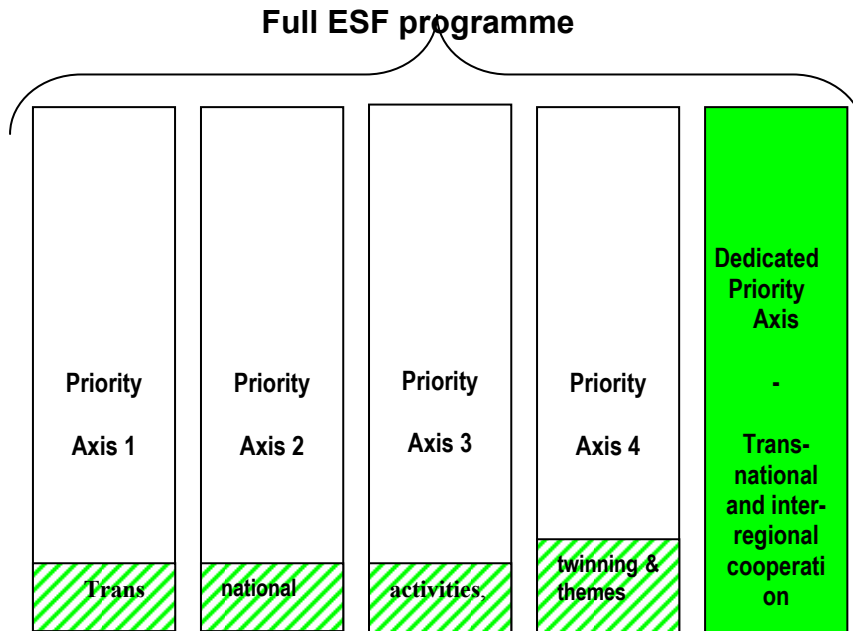 Full ESF programme
Priority
Axis 1
Priority
Axis 2
Priority
Axis 3
Priority
Axis 4
Dedicated
Priority
Axis
-
Trans-
national
and inter-
regional
cooperati
on
Trans
national
activities,
twinning &
themes